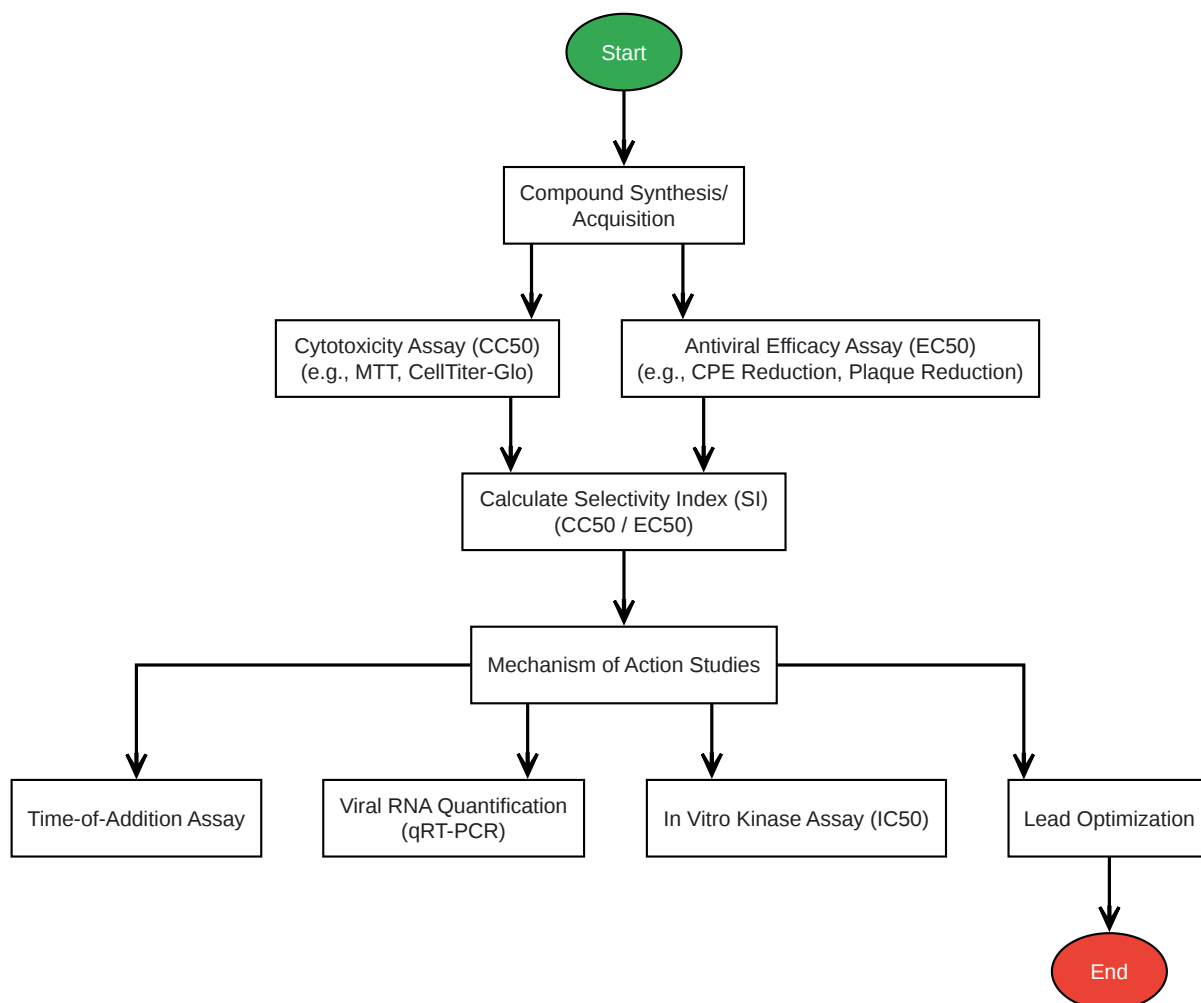 Start
Compound Synthesis/
Acquisition
Cytotoxicity Assay (CC50)
(e.g., MTT, CellTiter-Glo)
Antiviral Efficacy Assay (EC50)
(e.g., CPE Reduction, Plaque Reduction)
Calculate Selectivity Index (SI)
(CC50 / EC50)
Mechanism of Action Studies
Time-of-Addition Assay
Viral RNA Quantification
(qRT-PCR)
In Vitro Kinase Assay (IC50)
Lead Optimization
End